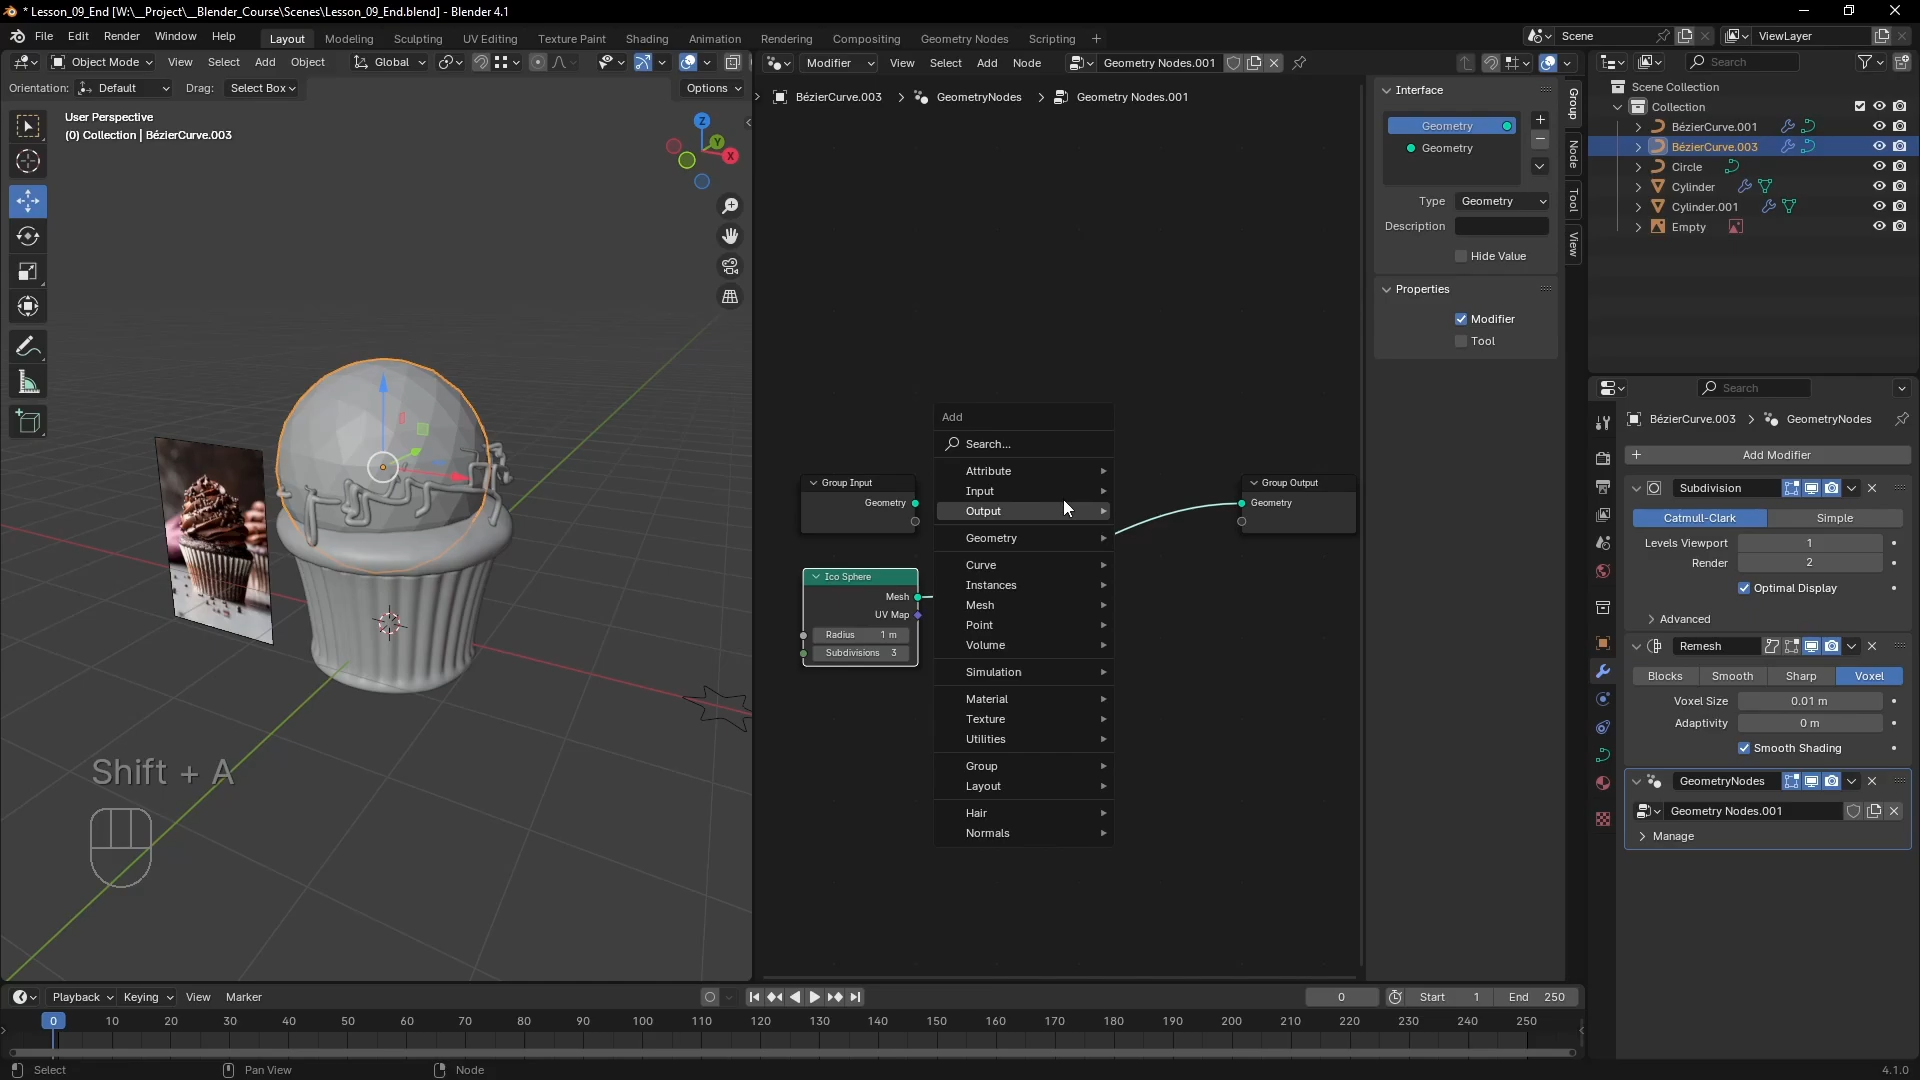 * Lesson_09_End [W:\__Project\__Blender_Course\Scenes\Lesson_09_End.blend] - Blender 4.1
File Edit Render Window Help
Layout Modeling Sculpting UV Editing Texture Paint Shading Animation Rendering Compositing Geometry Nodes Scripting +
Scene ViewLayer
Object Mode View Select Add Object Global
Modifier View Select Add Node Geometry Nodes.001
Search
Orientation: Default Drag: Select Box Options
BézierCurve.003 > GeometryNodes > Geometry Nodes.001
User Perspective
(0) Collection | BézierCurve.003
Z
Y
X
Interface
Geometry
Geometry
Type Geometry
Description
Hide Value
Properties
Modifier
Tool
Group
Node
Tool
View
Scene Collection
Collection
BézierCurve.001
BézierCurve.003
Circle
Cylinder
Cylinder.001
Empty
Add
Search...
Attribute
Input
Output
Geometry
Curve
Instances
Mesh
Point
Volume
Simulation
Material
Texture
Utilities
Group
Layout
Hair
Normals
Group Input
Geometry
Ico Sphere
Mesh
UV Map
Radius 1 m
Subdivisions 3
Group Output
Geometry
Shift + A
Search
BézierCurve.003 > GeometryNodes
+ Add Modifier
Subdivision
Catmull-Clark Simple
Levels Viewport 1
Render 2
Optimal Display
Advanced
Remesh
Blocks Smooth Sharp Voxel
Voxel Size 0.01 m
Adaptivity 0 m
Smooth Shading
GeometryNodes
Geometry Nodes.001
Manage
Playback Keying View Marker
0 Start 1 End 250
0 10 20 30 40 50 60 70 80 90 100 110 120 130 140 150 160 170 180 190 200 210 220 230 240 250
Select Pan View Node 4.1.0